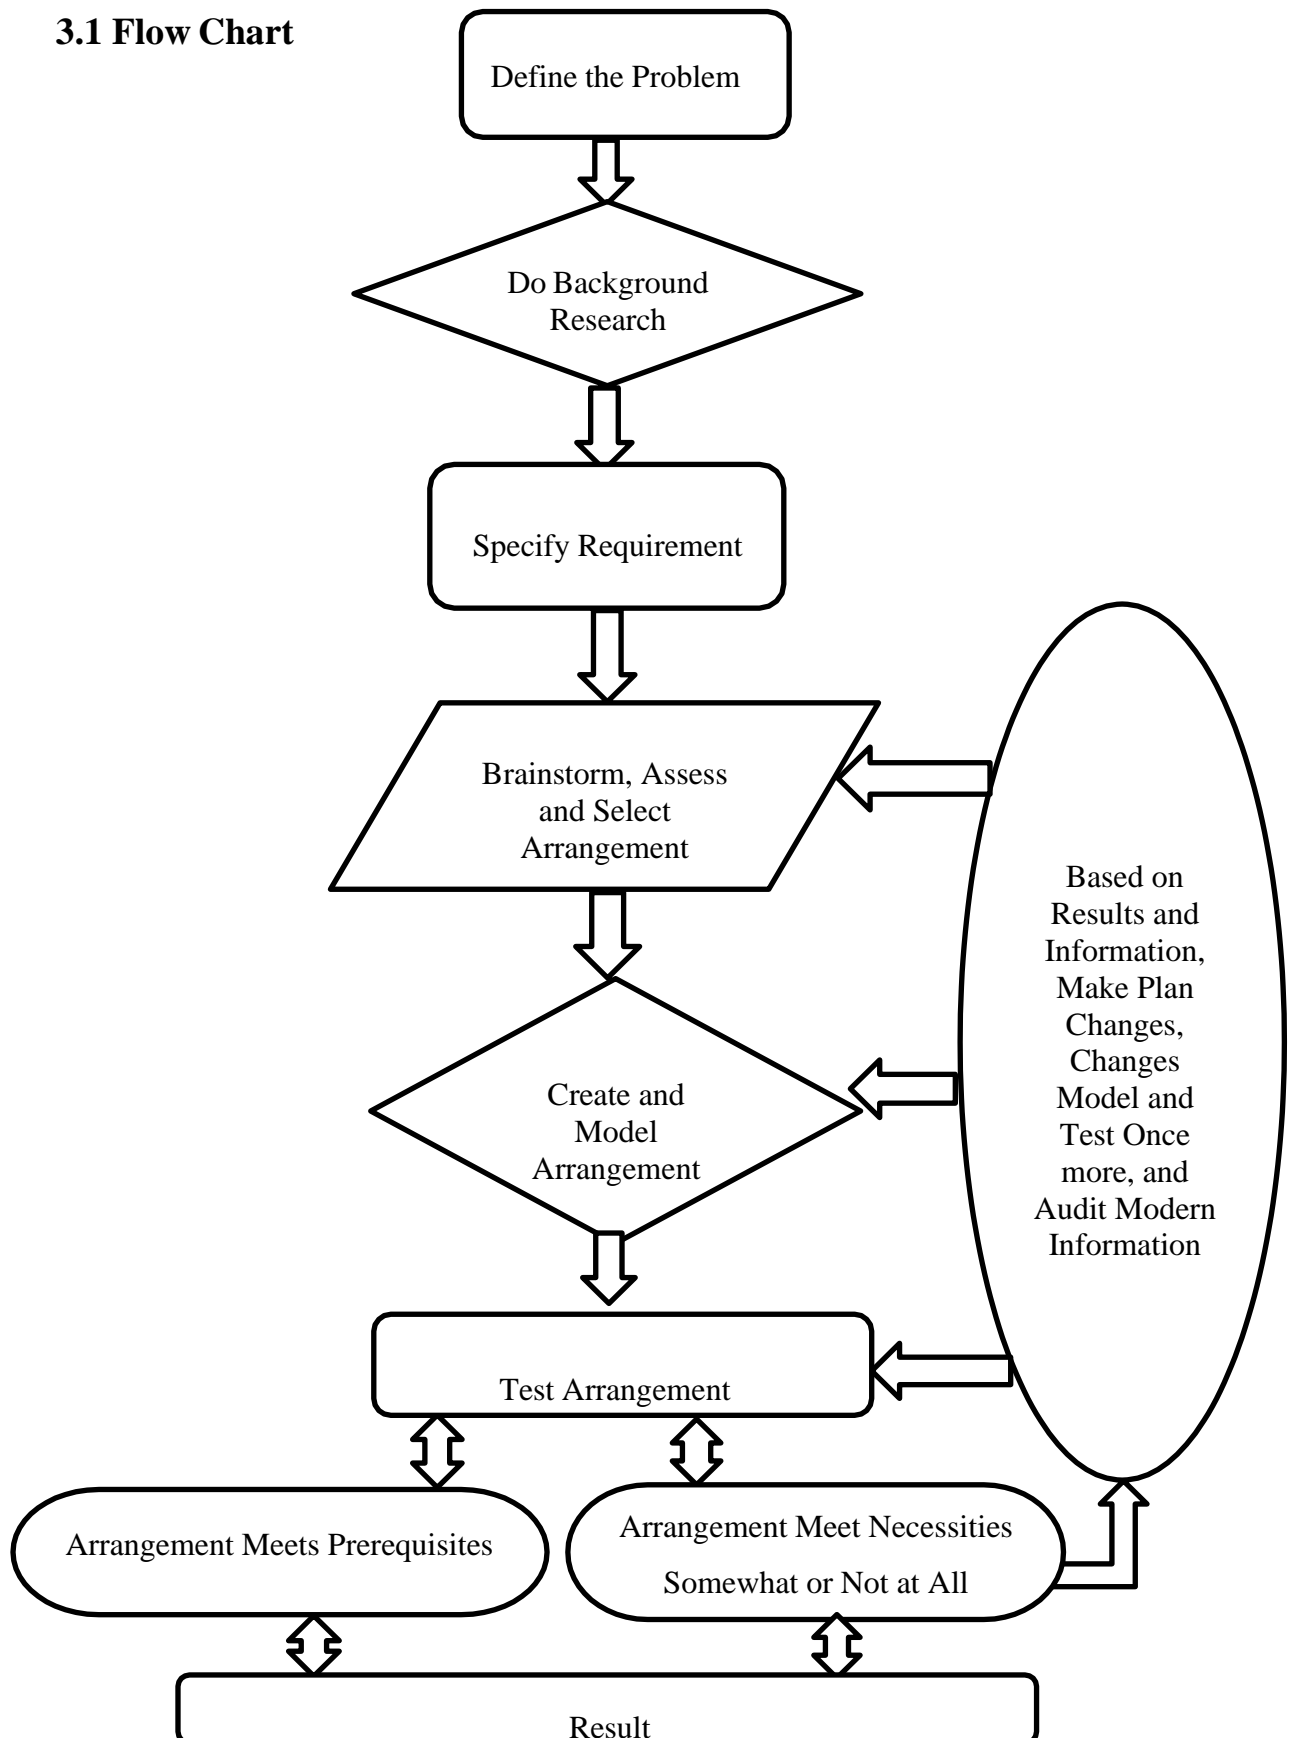 3.1 Flow Chart
Define the Problem
Do Background
Research
Specify Requirement
Brainstorm, Assess
and Select
Arrangement
Based on
Results and
Information,
Make Plan
Changes,
Changes
Model and
Test Once
more, and
Audit Modern
Information
Create and
Model
Arrangement
Test Arrangement
Arrangement Meets Prerequisites
Arrangement Meet Necessities
Somewhat or Not at All
Result